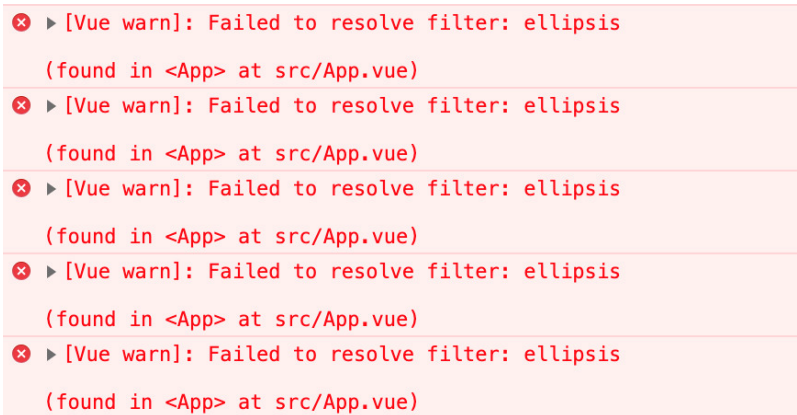 [Vue warn]: Failed to resolve filter: ellipsis
(found in <App> at src/App.vue)
[Vue warn]: Failed to resolve filter: ellipsis
(found in <App> at src/App.vue)
[Vue warn]: Failed to resolve filter: ellipsis
(found in <App> at src/App.vue)
[Vue warn]: Failed to resolve filter: ellipsis
(found in <App> at src/App.vue)
[Vue warn]: Failed to resolve filter: ellipsis
(found in <App> at src/App.vue)